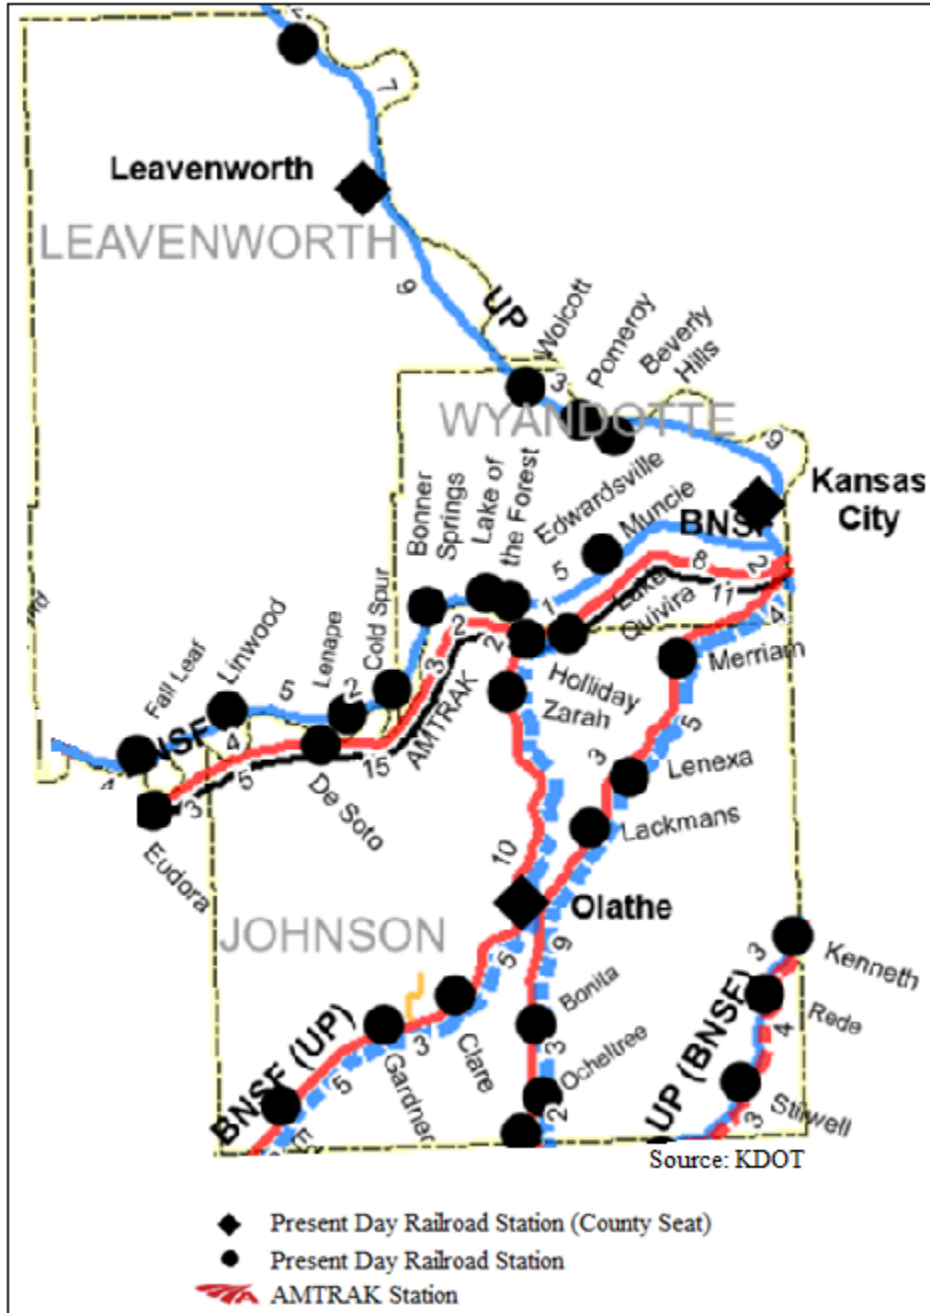 7
Leavenworth
LEAVENWORTH
9
UP
Wolcott
3
Pomeroy
Beverly
Hills
WYANDOTTE
9
Kansas
City
Bonner
Springs
Lake of
the Forest
Edwardsville
Muncie
BNSF
5
1
8
2
11
Lake
Quivira
4
2
2
3
Holliday
Zarah
Merriam
Fall Leaf
Linwood
5
Lenape
2
Cold Spur
AMTRAK
5
3
Lenexa
4
4
3
5
15
De Soto
Eudora
Lackmans
10
Olathe
JOHNSON
9
5
Bonita
3
Kenneth
Rede
4
BNSF (UP)
3
Clare
Gardner
5
3
Ocheltree
2
UP (BNSF)
Stilwell
3
Source: KDOT
Present Day Railroad Station (County Seat)
Present Day Railroad Station
AMTRAK Station